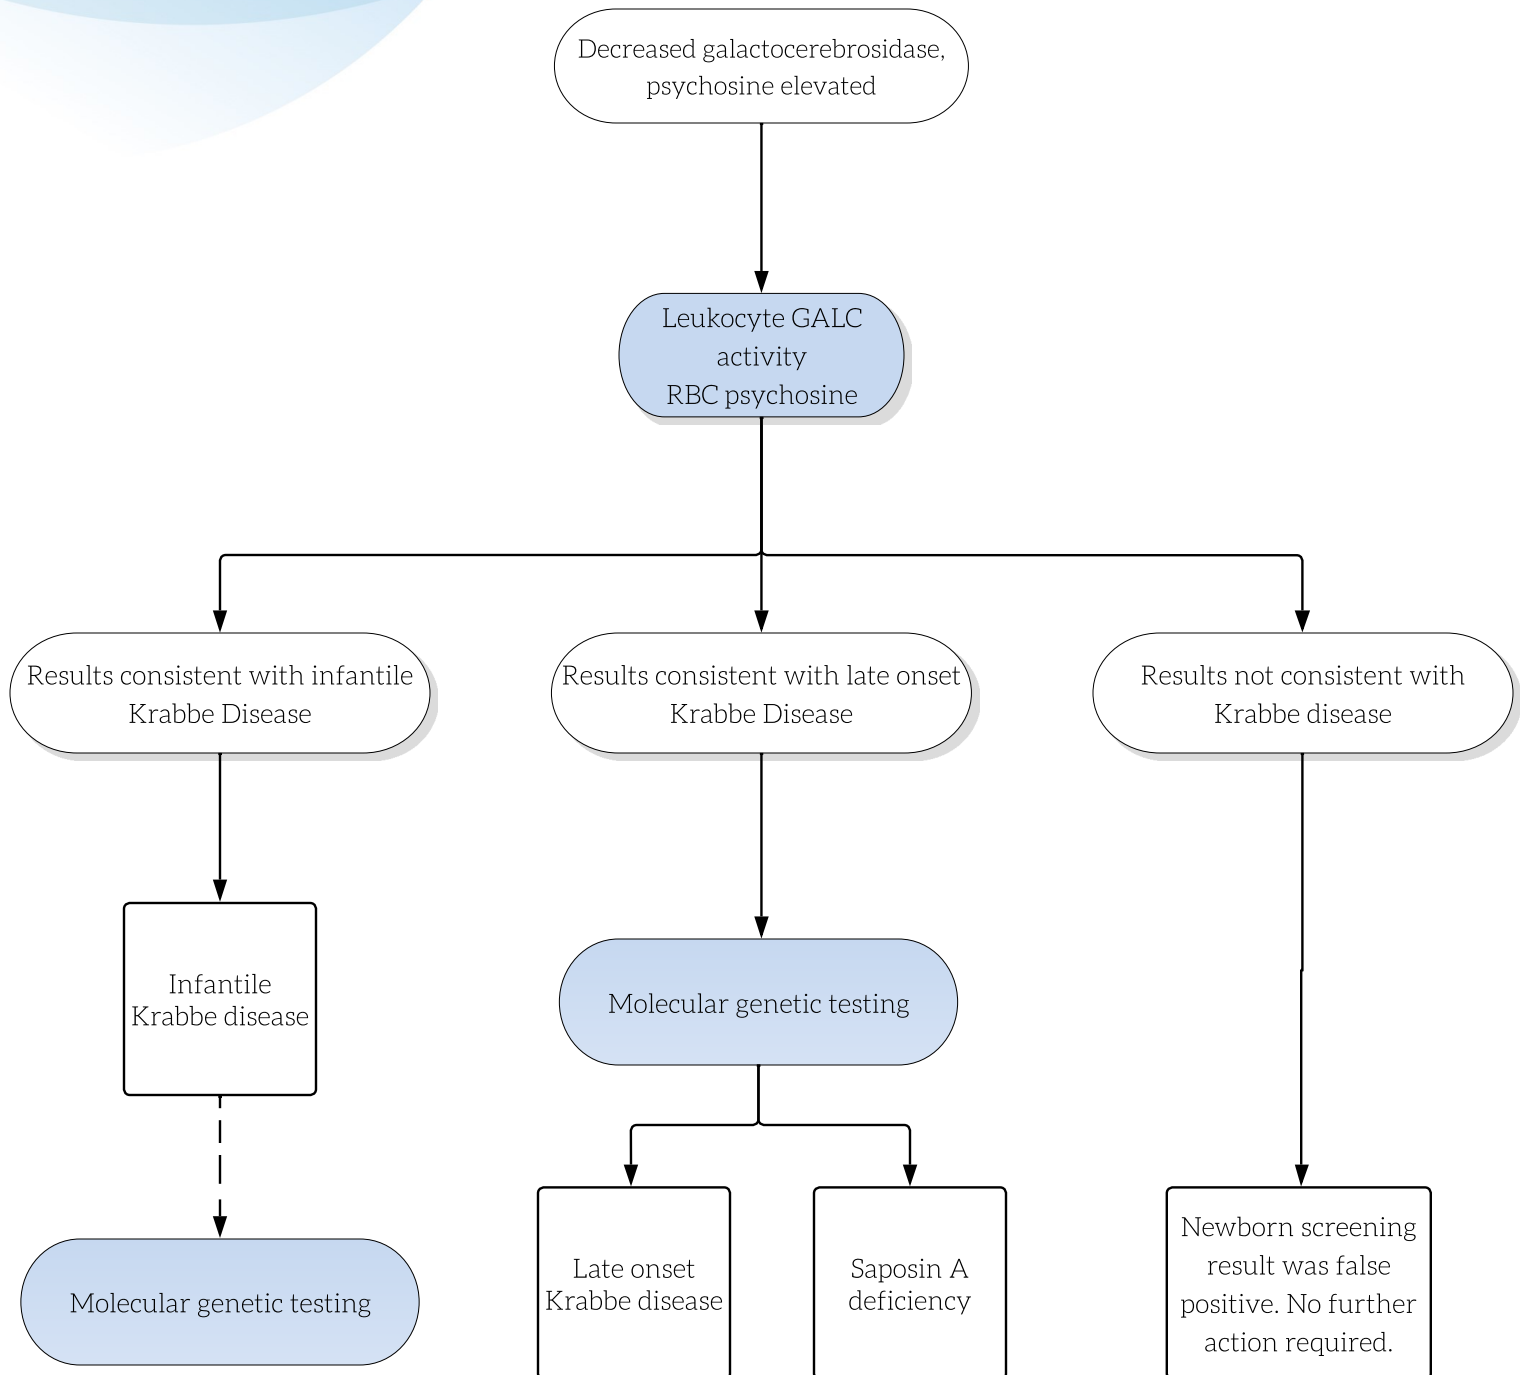 Decreased galactocerebrosidase,
psychosine elevated
Leukocyte GALC
activity
RBC psychosine
Results consistent with infantile
Krabbe Disease
Results consistent with late onset
Krabbe Disease
Results not consistent with
Krabbe disease
Infantile
Krabbe disease
Molecular genetic testing
Molecular genetic testing
Late onset
Krabbe disease
Saposin A
deficiency
Newborn screening
result was false
positive. No further
action required.